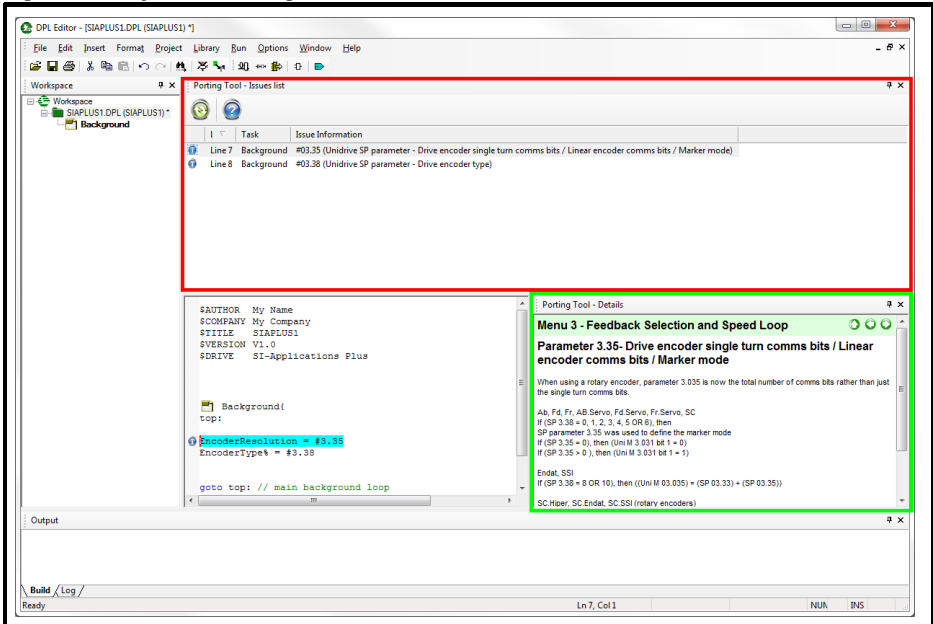 DPL Editor - [SIAPLUS1.DPL (SIAPLUS1) *]
File Edit Insert Format Project Library Run Options Window Help
Workspace
Workspace
SIAPLUS1.DPL (SIAPLUS1) *
Background
Porting Tool - Issues list
l Task Issue Information
Line 7 Background #03.35 (Unidrive SP parameter - Drive encoder single turn comms bits / Linear encoder comms bits / Marker mode)
Line 8 Background #03.38 (Unidrive SP parameter - Drive encoder type)
$AUTHOR My Name
$COMPANY My Company
$TITLE SIAPLUS1
$VERSION V1.0
$DRIVE SI-Applications Plus
Background{
top:
EncoderResolution = #3.35
EncoderType% = #3.38
goto top: // main background loop
Porting Tool - Details
Menu 3 - Feedback Selection and Speed Loop
Parameter 3.35- Drive encoder single turn comms bits / Linear
encoder comms bits / Marker mode
When using a rotary encoder, parameter 3.035 is now the total number of comms bits rather than just
the single turn comms bits.
Ab, Fd, Fr, AB.Servo, Fd.Servo, Fr.Servo, SC
If (SP 3.38 = 0, 1, 2, 3, 4, 5 OR 6), then
SP parameter 3.35 was used to define the marker mode
If (SP 3.35 = 0), then (Uni M 3.031 bit 1 = 0)
If (SP 3.35 > 0 ), then (Uni M 3.031 bit 1 = 1)
Endat, SSI
If (SP 3.38 = 8 OR 10), then ((Uni M 03.035) = (SP 03.33) + (SP 03.35))
SC.Hiper, SC.Endat, SC.SSI (rotary encoders)
Output
Build Log
Ready Ln 7, Col 1 NUM INS